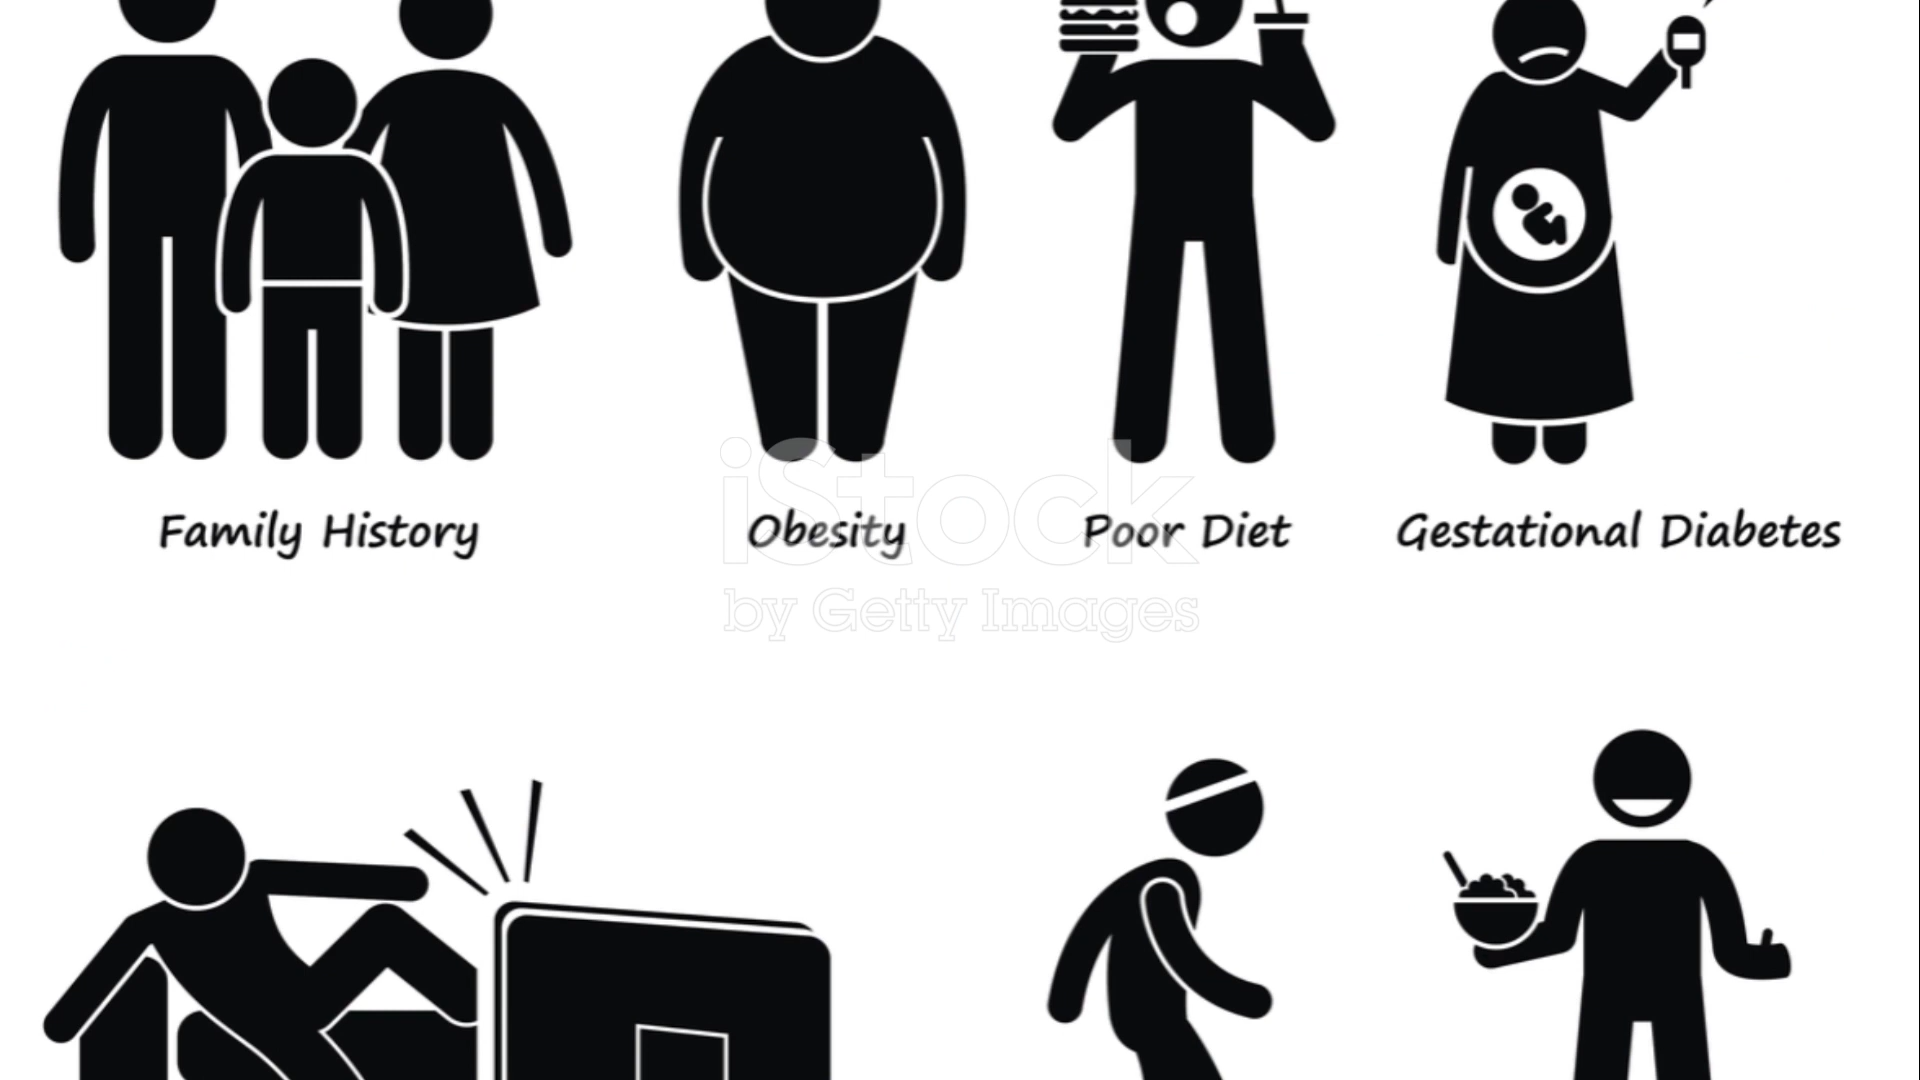 Family History
Obesity
Poor Diet
Gestational Diabetes
iStock
by Getty Images